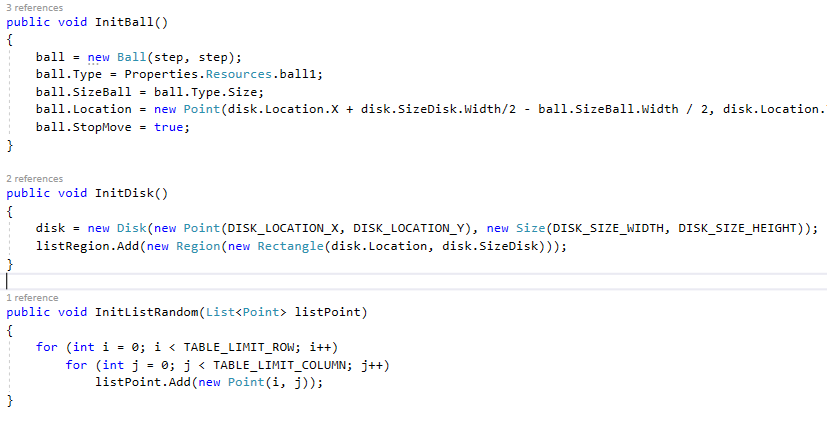 3 references
public void InitBall()
{
    ball = new Ball(step, step);
    ball.Type = Properties.Resources.ball1;
    ball.SizeBall = ball.Type.Size;
    ball.Location = new Point(disk.Location.X + disk.SizeDisk.Width/2 - ball.SizeBall.Width / 2, disk.Location.
    ball.StopMove = true;
}
2 references
public void InitDisk()
{
    disk = new Disk(new Point(DISK_LOCATION_X, DISK_LOCATION_Y), new Size(DISK_SIZE_WIDTH, DISK_SIZE_HEIGHT));
    listRegion.Add(new Region(new Rectangle(disk.Location, disk.SizeDisk)));
}
1 reference
public void InitListRandom(List<Point> listPoint)
{
    for (int i = 0; i < TABLE_LIMIT_ROW; i++)
        for (int j = 0; j < TABLE_LIMIT_COLUMN; j++)
            listPoint.Add(new Point(i, j));
}